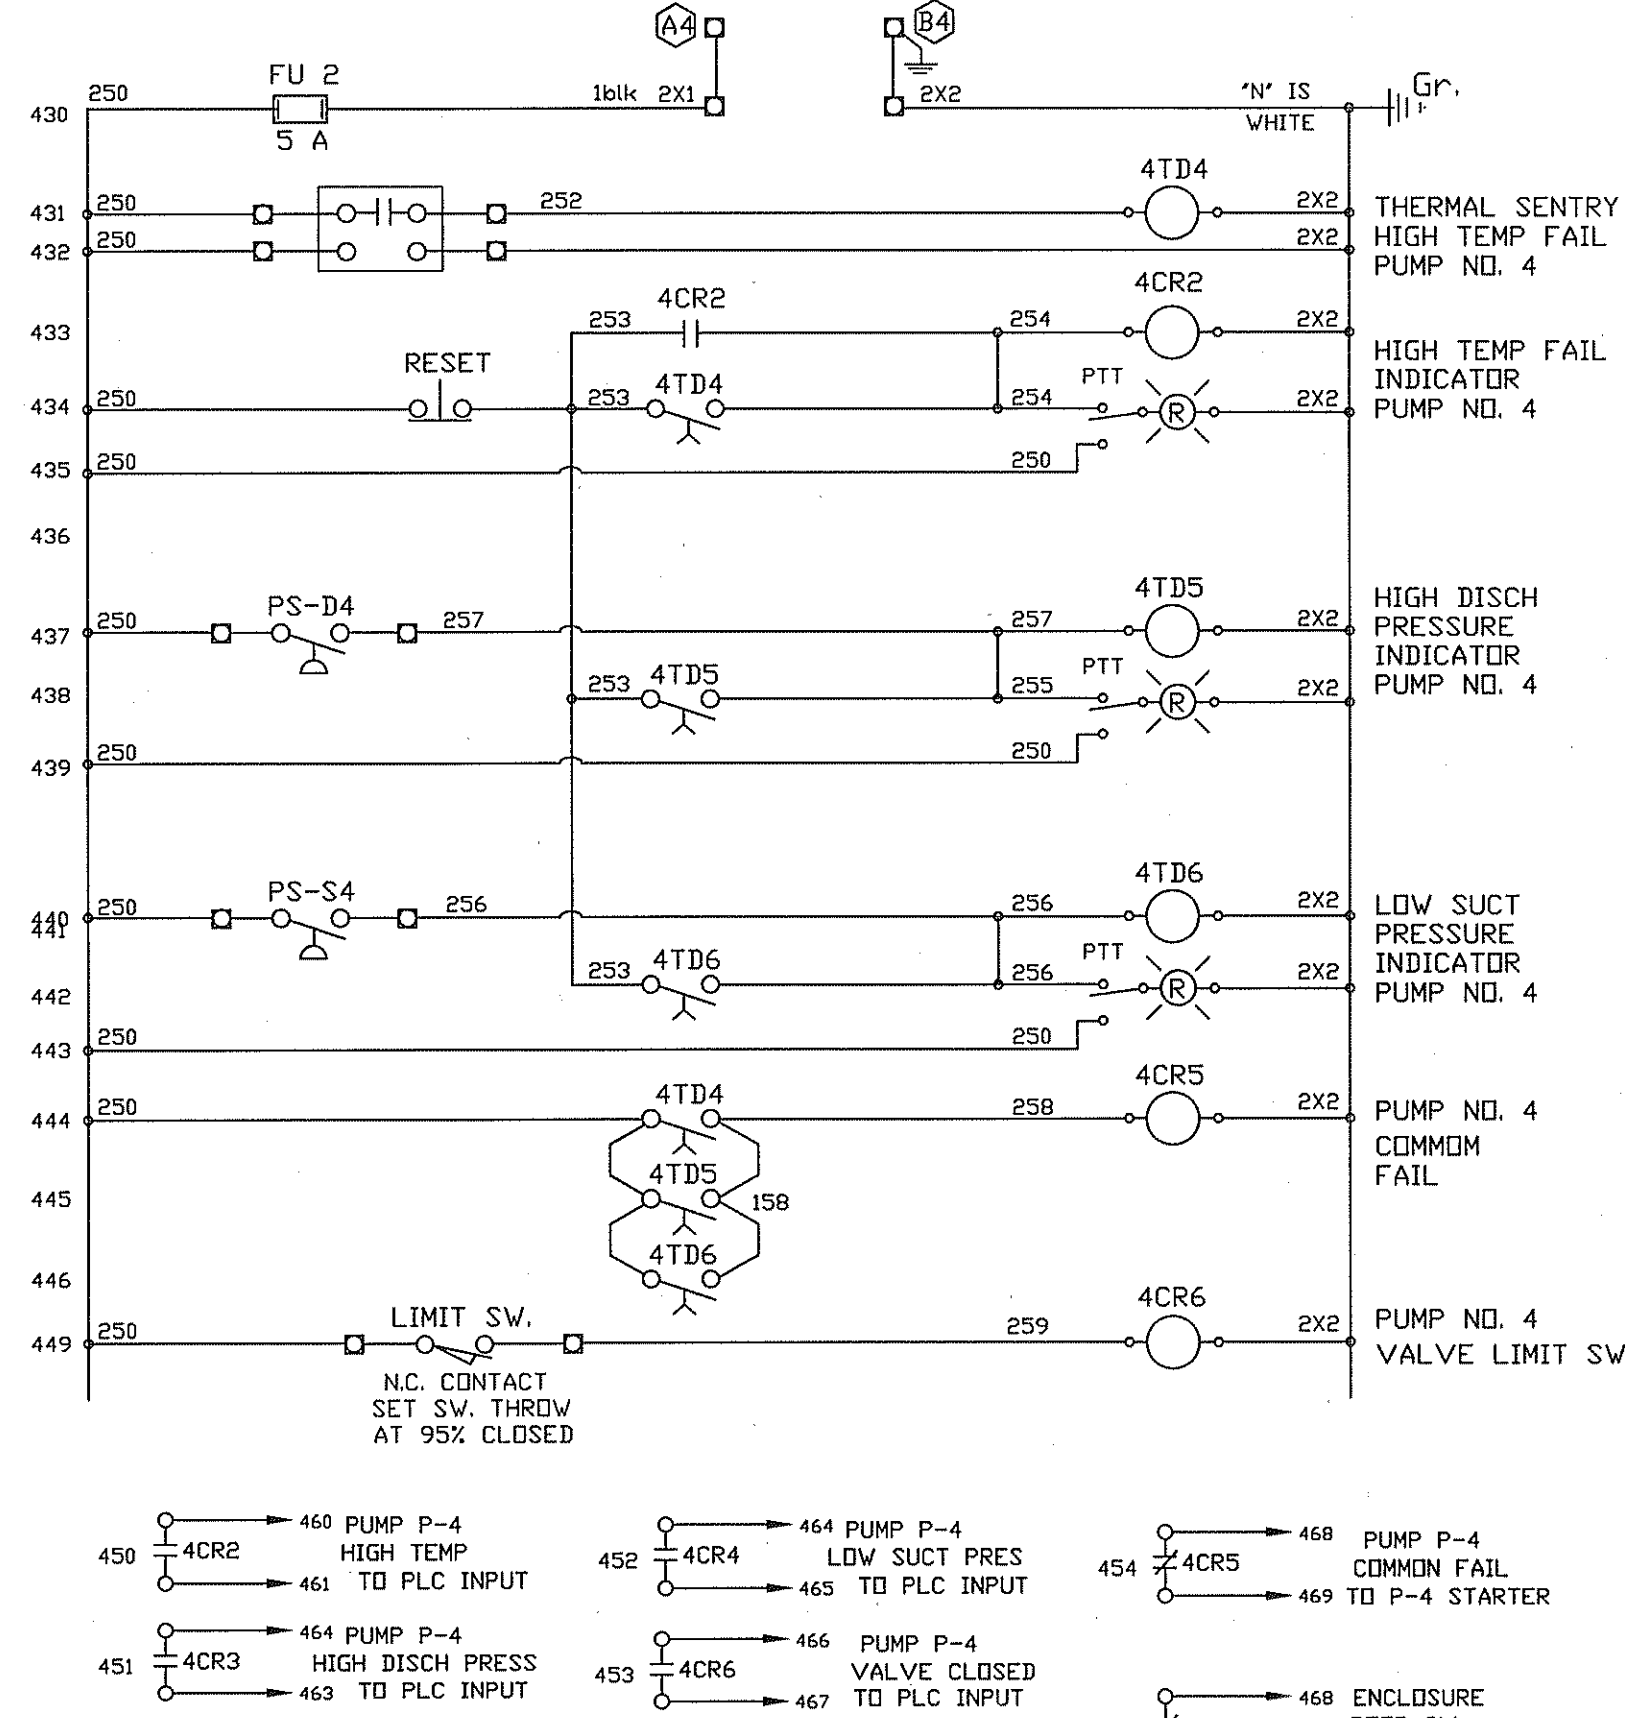 A4
B4
FU 2
250
1blk 2X1
2X2
"N" IS
WHITE
Gr.
430
5 A
4TD4
431 250 252 2X2 THERMAL SENTRY
432 250 2X2 HIGH TEMP FAIL
PUMP NO. 4
4CR2
4CR2
433 253 254 2X2
HIGH TEMP FAIL
INDICATOR
PUMP NO. 4
RESET
4TD4
PTT
434 250 253 254 R 2X2
435 250 250
436
4TD5
HIGH DISCH
PRESSURE
INDICATOR
PUMP NO. 4
PS-D4
437 250 257 257 2X2
4TD5
PTT
438 253 255 R 2X2
439 250 250
4TD6
PS-S4
440 250 256 256 2X2
441
LOW SUCT
PRESSURE
INDICATOR
PUMP NO. 4
4TD6
PTT
442 253 256 R 2X2
443 250 250
4CR5
4TD4
444 250 258 2X2
PUMP NO. 4
COMMOM
FAIL
4TD5
445 158
4TD6
446
4CR6
LIMIT SW.
449 250 259 2X2
PUMP NO. 4
VALVE LIMIT SW
N.C. CONTACT
SET SW. THROW
AT 95% CLOSED
460 PUMP P-4
450 4CR2 HIGH TEMP
461 TO PLC INPUT
464 PUMP P-4
452 4CR4 LOW SUCT PRES
465 TO PLC INPUT
468 PUMP P-4
454 4CR5 COMMON FAIL
469 TO P-4 STARTER
464 PUMP P-4
451 4CR3 HIGH DISCH PRESS
463 TO PLC INPUT
466 PUMP P-4
453 4CR6 VALVE CLOSED
467 TO PLC INPUT
468 ENCLOSURE